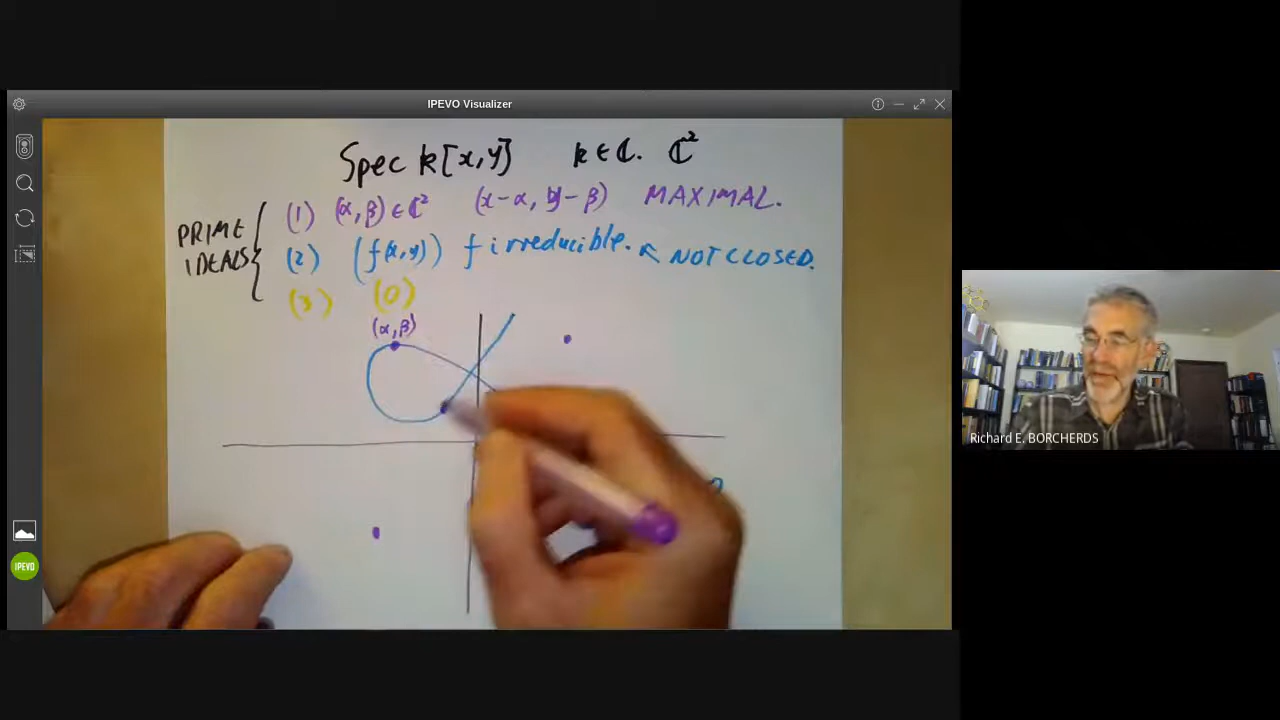 IPEVO Visualizer
Spec k[x,y] k∈ℂ. ℂ²
PRIME IDEALS
(1) (α,β)∈ℂ² (x-α, y-β) MAXIMAL.
(2) (f(x,y)) f irreducible. ↖ NOT CLOSED.
(3) (0)
(α,β)
Richard E. BORCHERDS
IPEVO